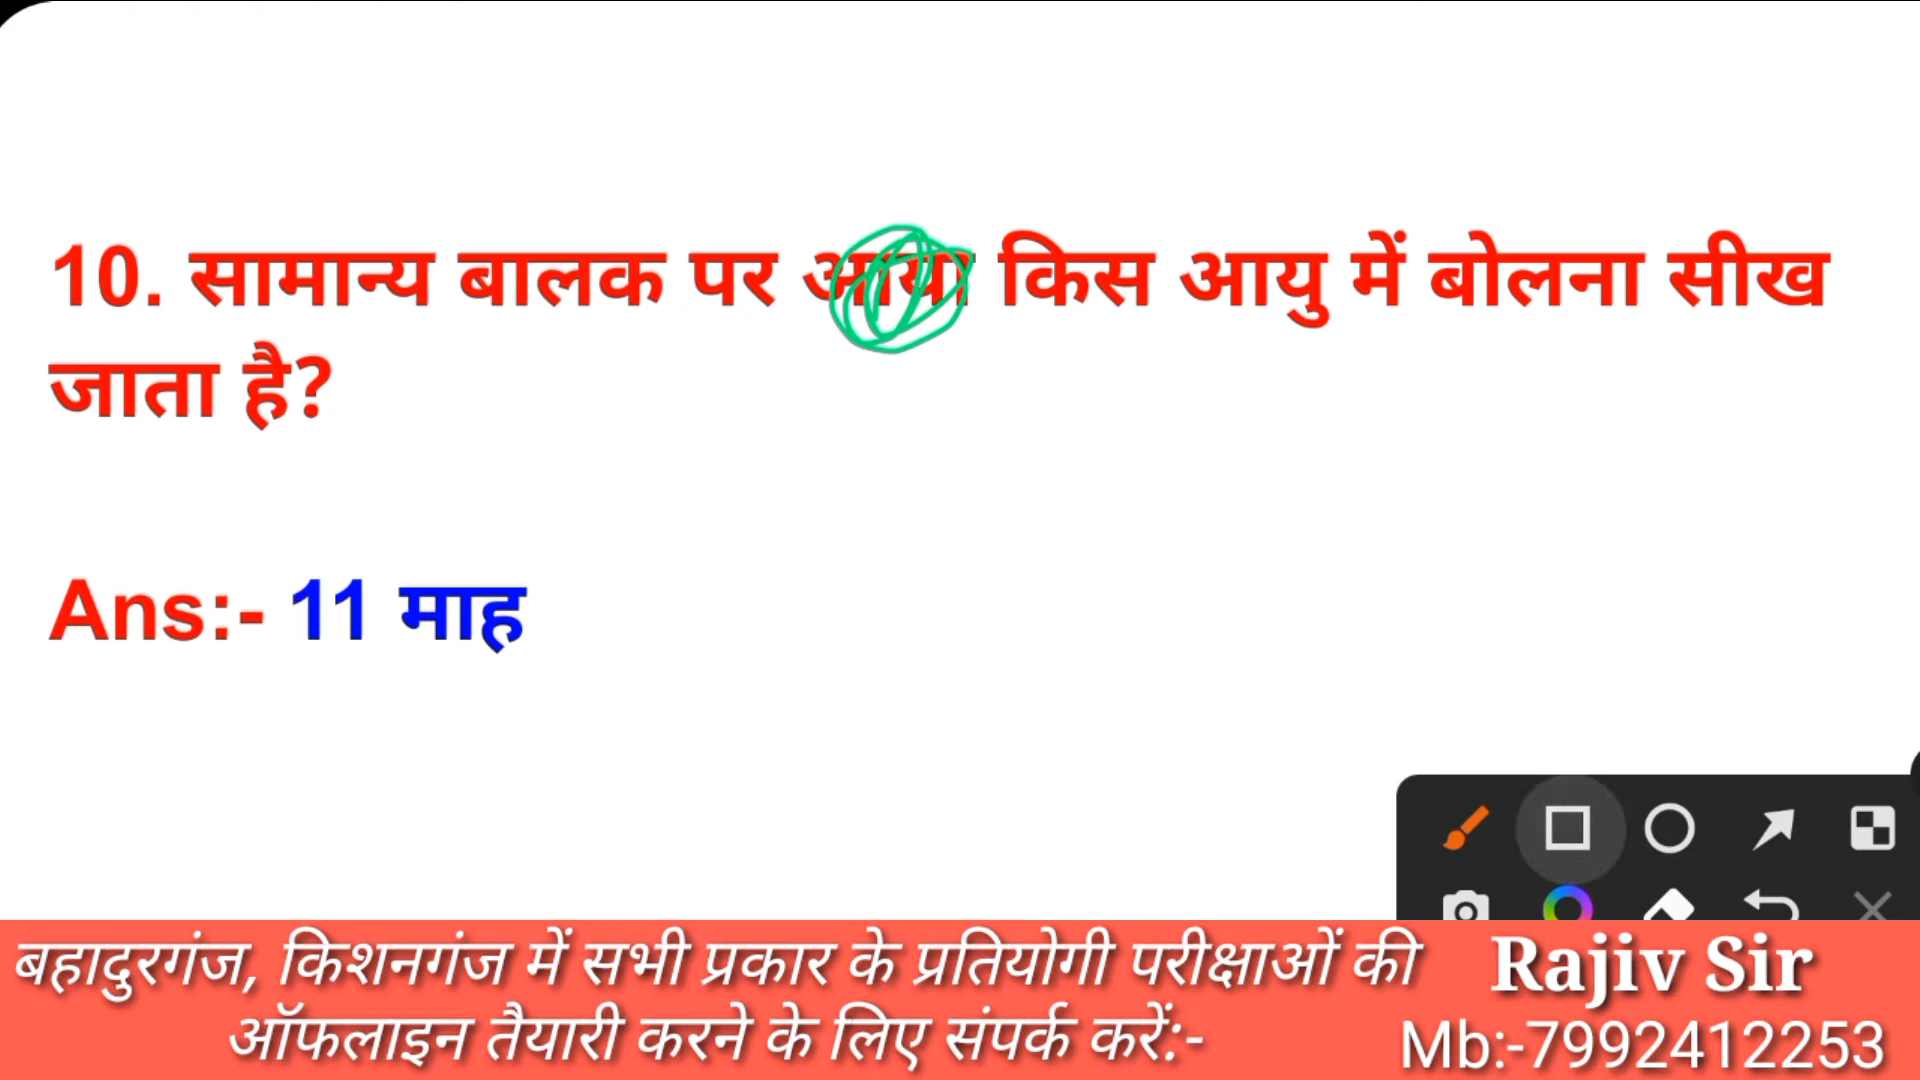 10. सामान्य बालक पर आया किस आयु में बोलना सीख
जाता है?
Ans:- 11 माह
बहादुरगंज, किशनगंज में सभी प्रकार के प्रतियोगी परीक्षाओं की
ऑफलाइन तैयारी करने के लिए संपर्क करें:-
Rajiv Sir
Mb:-7992412253